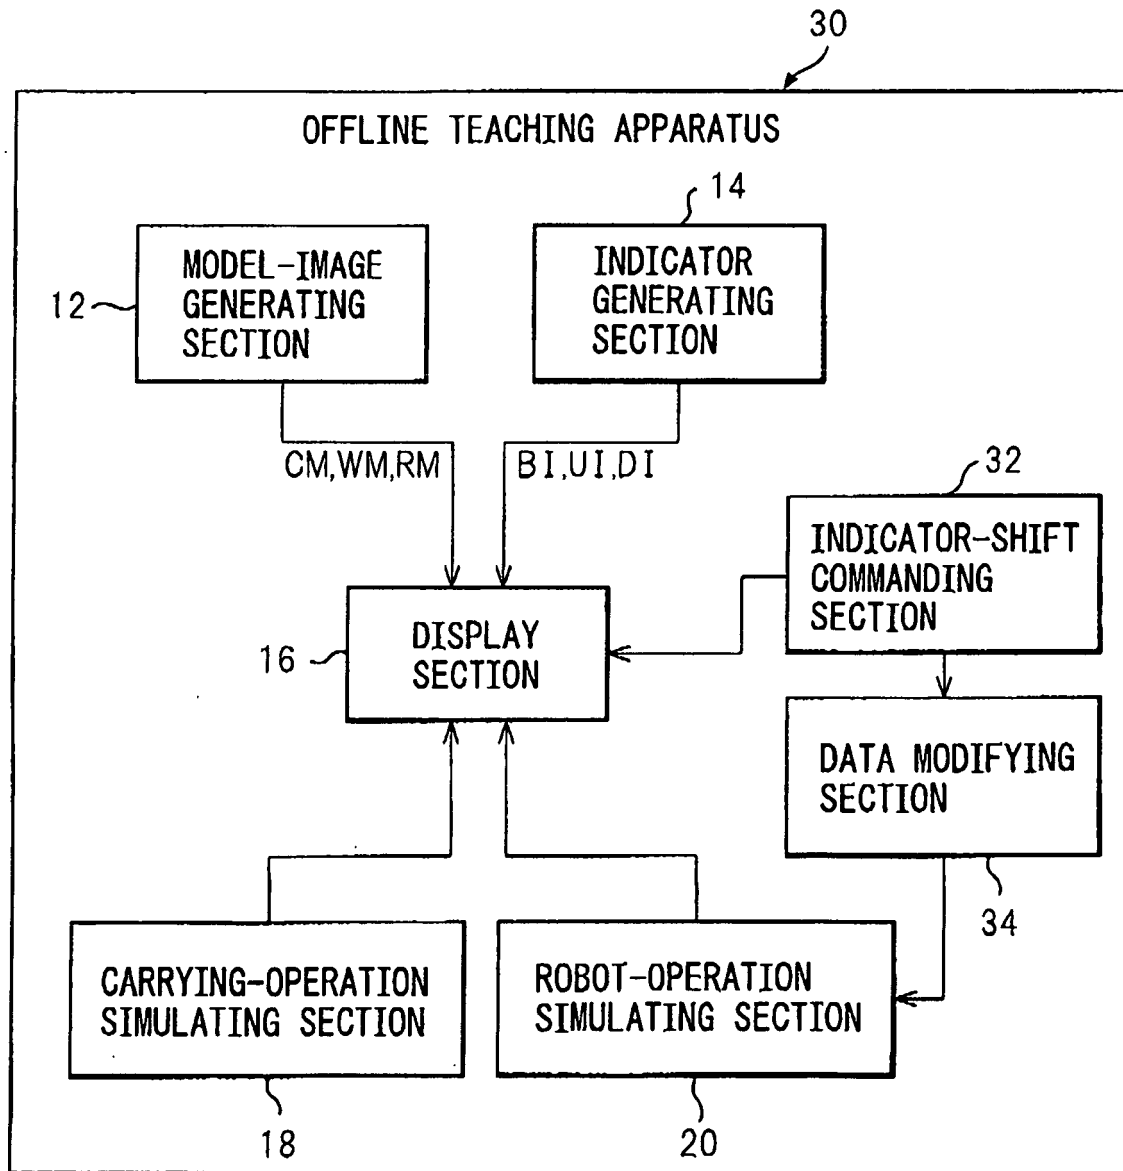 30
OFFLINE TEACHING APPARATUS
14
MODEL-IMAGE
GENERATING
SECTION
12
INDICATOR
GENERATING
SECTION
CM,WM,RM
BI,UI,DI
32
INDICATOR-SHIFT
COMMANDING
SECTION
DISPLAY
SECTION
16
DATA MODIFYING
SECTION
34
CARRYING-OPERATION
SIMULATING SECTION
ROBOT-OPERATION
SIMULATING SECTION
18
20